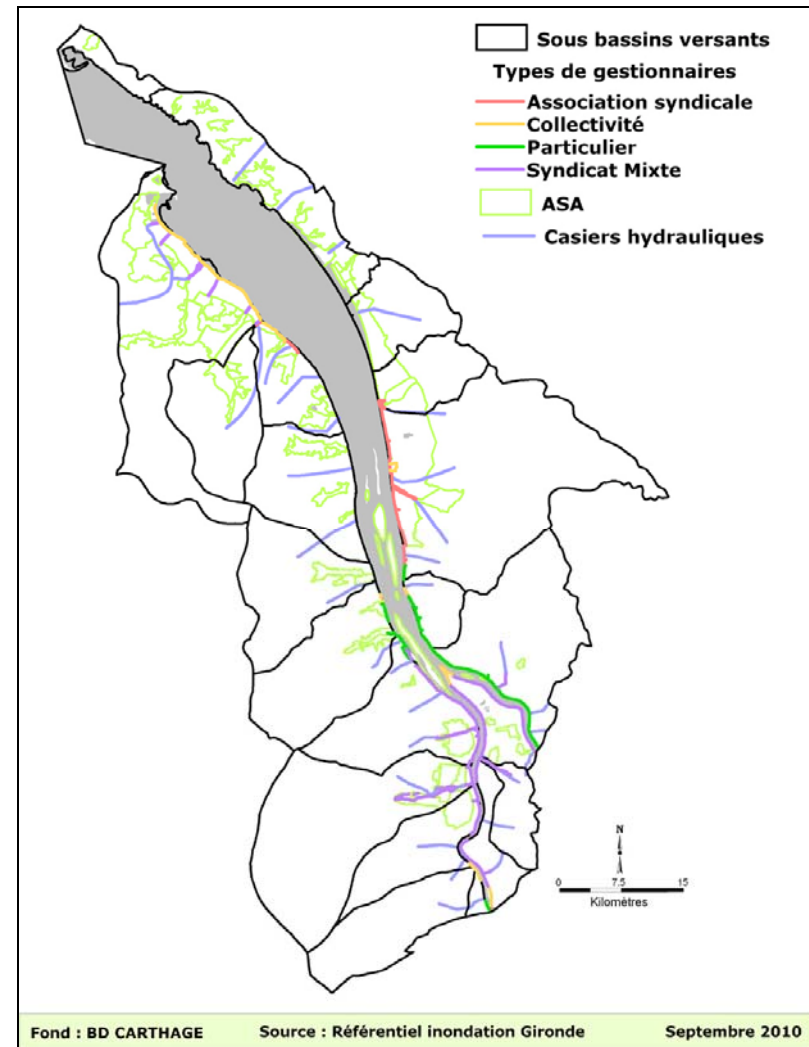 Sous bassins versants
Types de gestionnaires
Association syndicale
Collectivité
Particulier
Syndicat Mixte
ASA
Casiers hydrauliques
N
0 7.5 15
Kilomètres
Fond : BD CARTHAGE Source : Référentiel inondation Gironde Septembre 2010